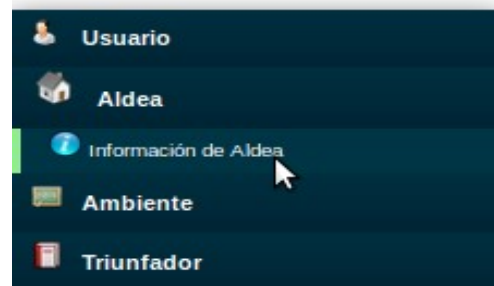 Usuario
Aldea
Información de Aldea
Ambiente
Triunfador